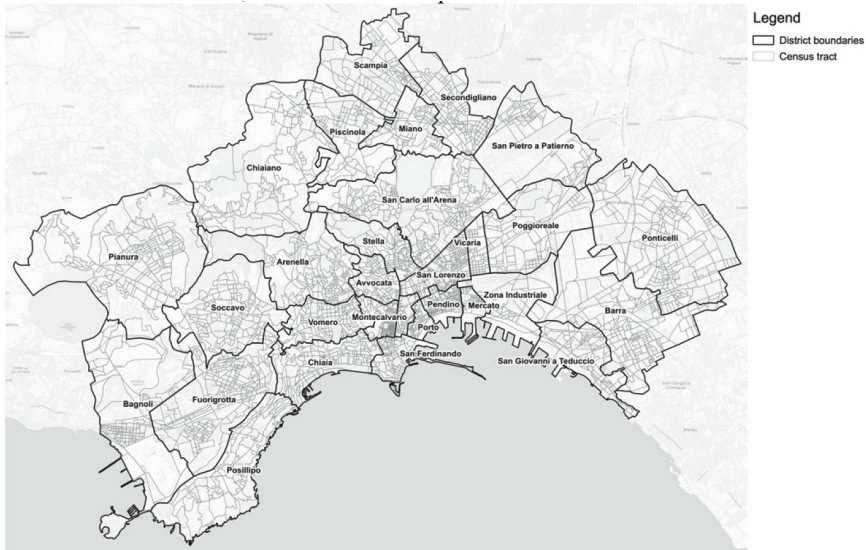 Legend
District boundaries
Census tract
Scampia
Secondigliano
Piscinola
Miano
San Pietro a Patierno
Chiaiano
San Carlo all'Arena
Poggioreale
Ponticelli
Stella
Vicaria
Pianura
Arenella
San Lorenzo
Avvocata
Zona Industriale
Soccavo
Pendino
Mercato
Barra
Vomero
Montecalvario
Porto
San Ferdinando
Chiaia
San Giovanni a Teduccio
Fuorigrotta
Bagnoli
Posillipo